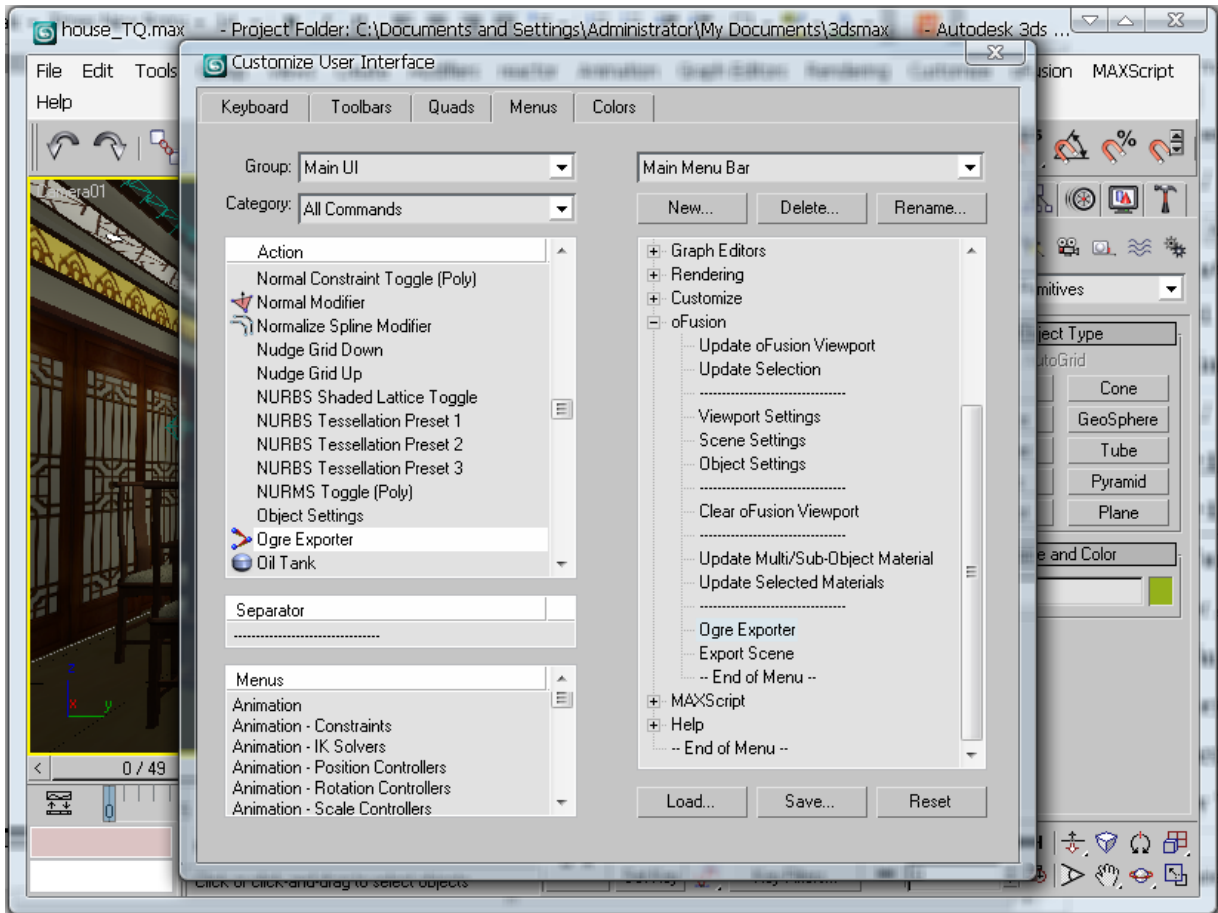 house_TQ.max - Project Folder: C:\Documents and Settings\Administrator\My Documents\3dsmax - Autodesk 3ds ...
File Edit Tools
MAXScript
Help
Customize User Interface
Keyboard Toolbars Quads Menus Colors
Group: Main UI
Category: All Commands
Action
Normal Constraint Toggle (Poly)
Normal Modifier
Normalize Spline Modifier
Nudge Grid Down
Nudge Grid Up
NURBS Shaded Lattice Toggle
NURBS Tessellation Preset 1
NURBS Tessellation Preset 2
NURBS Tessellation Preset 3
NURMS Toggle (Poly)
Object Settings
Ogre Exporter
Oil Tank
Separator
--------------------------------
Menus
Animation
Animation - Constraints
Animation - IK Solvers
Animation - Position Controllers
Animation - Rotation Controllers
Animation - Scale Controllers
Main Menu Bar
New... Delete... Rename...
Graph Editors
Rendering
Customize
oFusion
Update oFusion Viewport
Update Selection
--------------------------------
Viewport Settings
Scene Settings
Object Settings
--------------------------------
Clear oFusion Viewport
--------------------------------
Update Multi/Sub-Object Material
Update Selected Materials
--------------------------------
Ogre Exporter
Export Scene
-- End of Menu --
MAXScript
Help
-- End of Menu --
Load... Save... Reset
mitives
ject Type
utoGrid
Cone
GeoSphere
Tube
Pyramid
Plane
e and Color
z
x y
0 / 49
0
Click or click-and-drag to select objects